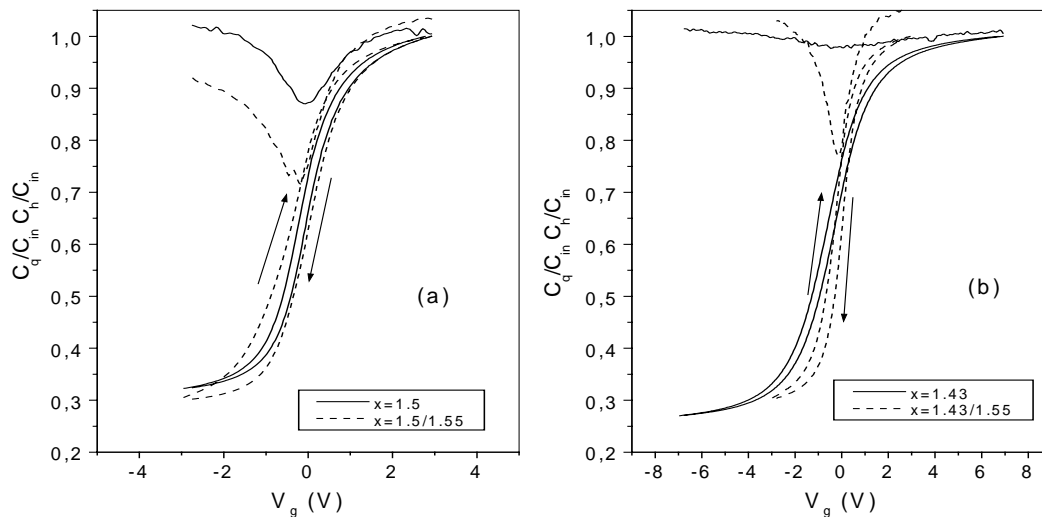 1,0
0,9
0,8
0,7
0,6
0,5
0,4
0,3
0,2
C_q/C_in C_h/C_in
(a)
x=1.5
x=1.5/1.55
-4 -2 0 2 4
V_g (V)
1,0
0,9
0,8
0,7
0,6
0,5
0,4
0,3
0,2
C_q/C_in C_h/C_in
(b)
x=1.43
x=1.43/1.55
-8 -6 -4 -2 0 2 4 6 8
V_g (V)